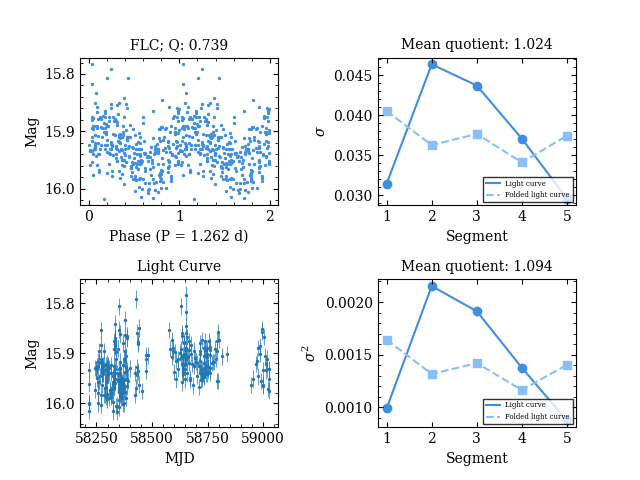 FLC; Q: 0.739
Mag
15.8
15.9
16.0
0
1
2
Phase (P = 1.262 d)
Mean quotient: 1.024
σ
0.045
0.040
0.035
0.030
Light curve
Folded light curve
1
2
3
4
5
Segment
Light Curve
Mag
15.8
15.9
16.0
58250
58500
58750
59000
MJD
Mean quotient: 1.094
σ²
0.0020
0.0015
0.0010
Light curve
Folded light curve
1
2
3
4
5
Segment